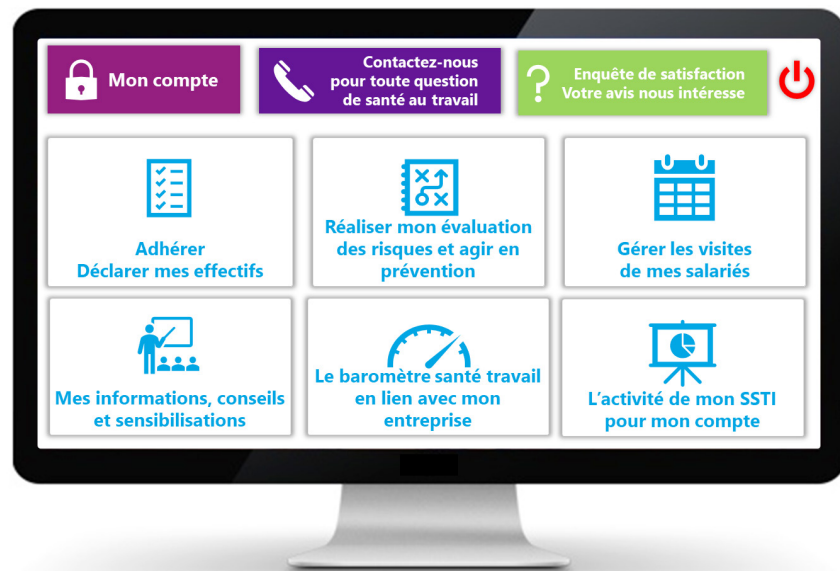 Mon compte
Contactez-nous
pour toute question
de santé au travail
Enquête de satisfaction
Votre avis nous intéresse
Adhérer
Déclarer mes effectifs
Réaliser mon évaluation
des risques et agir en
prévention
Gérer les visites
de mes salariés
Mes informations, conseils
et sensibilisations
Le baromètre santé travail
en lien avec mon
entreprise
L'activité de mon SSTI
pour mon compte